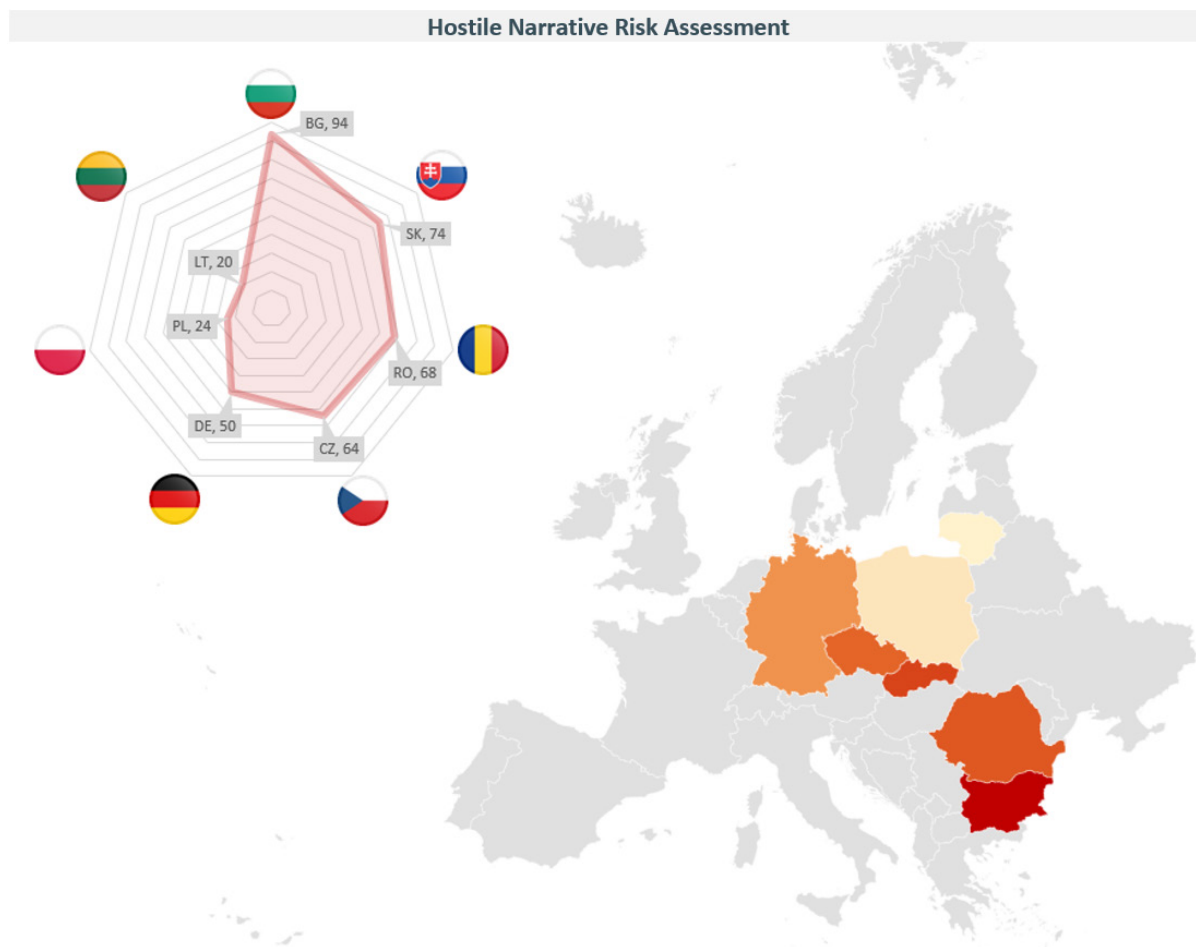 Hostile Narrative Risk Assessment
BG, 94
SK, 74
LT, 20
PL, 24
RO, 68
DE, 50
CZ, 64